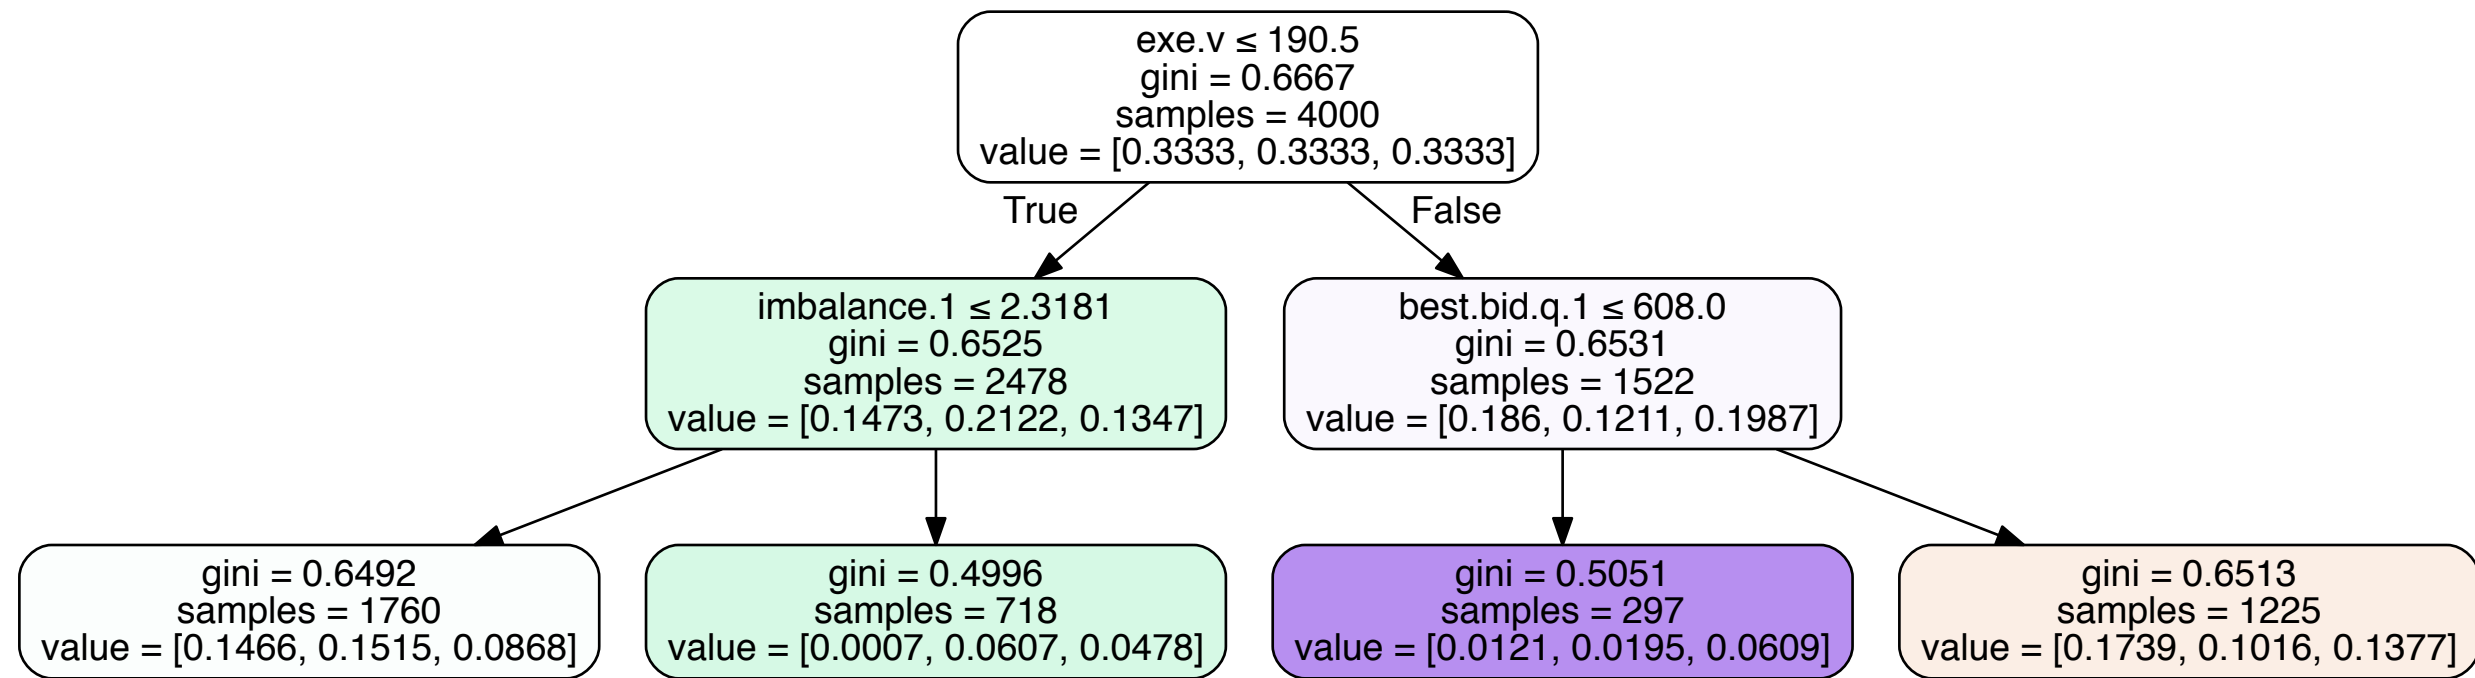 exe.v ≤ 190.5
gini = 0.6667
samples = 4000
value = [0.3333, 0.3333, 0.3333]
True
False
imbalance.1 ≤ 2.3181
gini = 0.6525
samples = 2478
value = [0.1473, 0.2122, 0.1347]
best.bid.q.1 ≤ 608.0
gini = 0.6531
samples = 1522
value = [0.186, 0.1211, 0.1987]
gini = 0.6492
samples = 1760
value = [0.1466, 0.1515, 0.0868]
gini = 0.4996
samples = 718
value = [0.0007, 0.0607, 0.0478]
gini = 0.5051
samples = 297
value = [0.0121, 0.0195, 0.0609]
gini = 0.6513
samples = 1225
value = [0.1739, 0.1016, 0.1377]